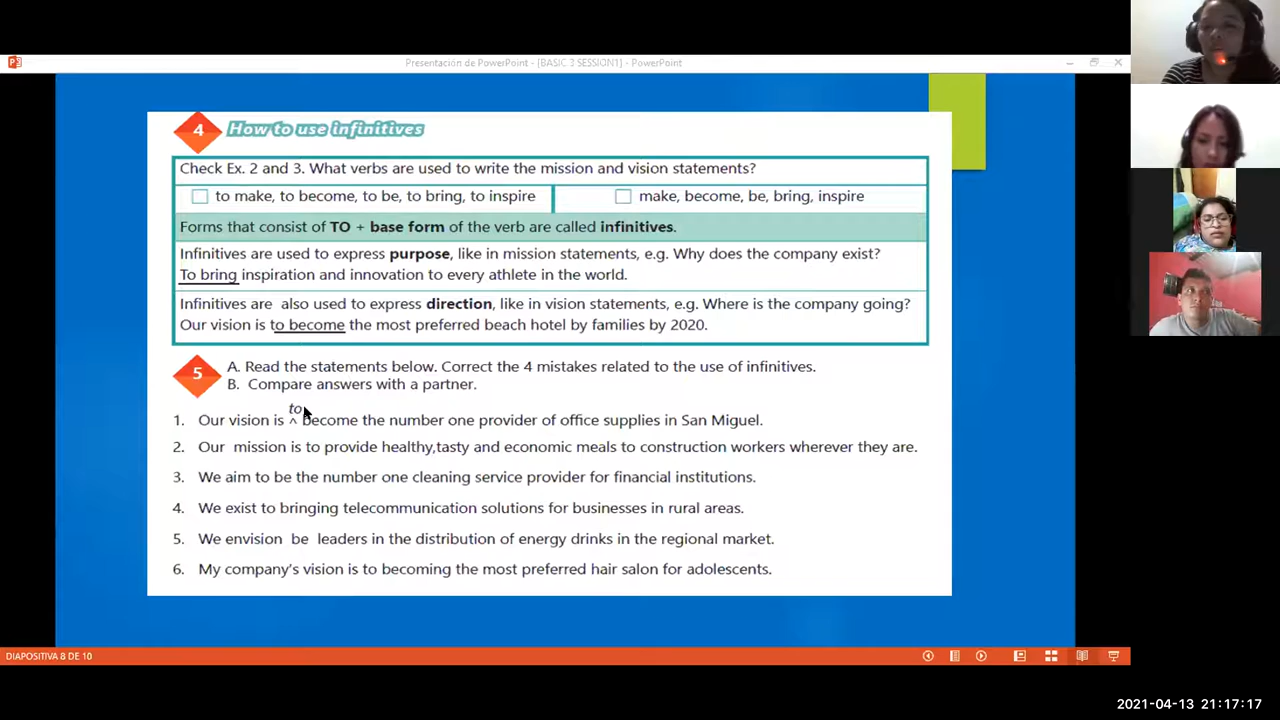 Presentación de PowerPoint - [BASIC 3 SESSION1] - PowerPoint
4 How to use infinitives
Check Ex. 2 and 3. What verbs are used to write the mission and vision statements?
to make, to become, to be, to bring, to inspire
make, become, be, bring, inspire
Forms that consist of TO + base form of the verb are called infinitives.
Infinitives are used to express purpose, like in mission statements, e.g. Why does the company exist?
To bring inspiration and innovation to every athlete in the world.
Infinitives are also used to express direction, like in vision statements, e.g. Where is the company going?
Our vision is to become the most preferred beach hotel by families by 2020.
5
A. Read the statements below. Correct the 4 mistakes related to the use of infinitives.
B. Compare answers with a partner.
to
1. Our vision is ^ become the number one provider of office supplies in San Miguel.
2. Our mission is to provide healthy,tasty and economic meals to construction workers wherever they are.
3. We aim to be the number one cleaning service provider for financial institutions.
4. We exist to bringing telecommunication solutions for businesses in rural areas.
5. We envision be leaders in the distribution of energy drinks in the regional market.
6. My company's vision is to becoming the most preferred hair salon for adolescents.
DIAPOSITIVA 8 DE 10
2021-04-13 21:17:17